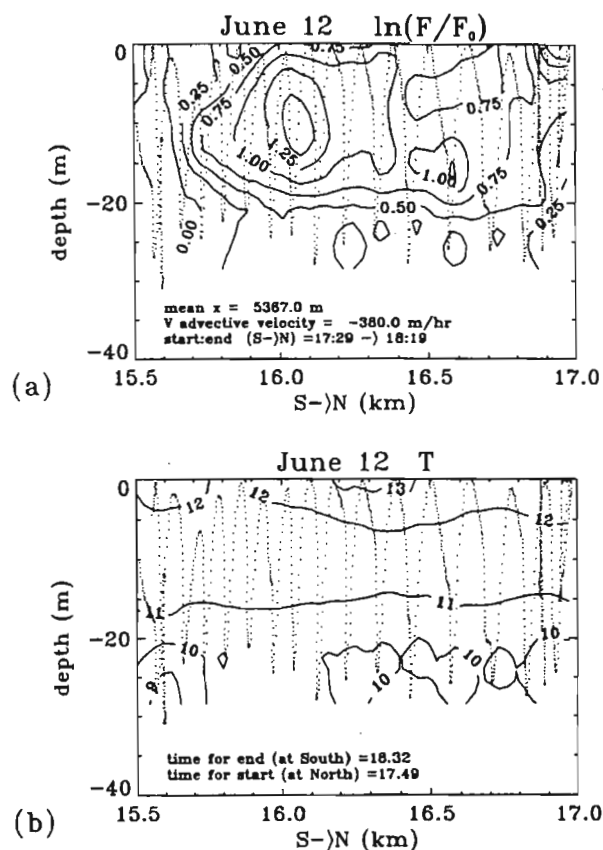 June 12 ln(F/F₀)
0
-20
-40
depth (m)
0.25
0.50
0.75
0.75
0.75
1.25
1.00
1.00
0.75
0.50
0.25
0.00
mean x = 5367.0 m
V advective velocity = -380.0 m/hr
start:end (S->N) =17:29 -> 18:19
15.5 16.0 16.5 17.0
S->N (km)
(a)
June 12 T
0
-20
-40
depth (m)
12
12
13
12
11
11
10
9
10
10
10
time for end (at South) =18.32
time for start (at North) =17.49
15.5 16.0 16.5 17.0
S->N (km)
(b)